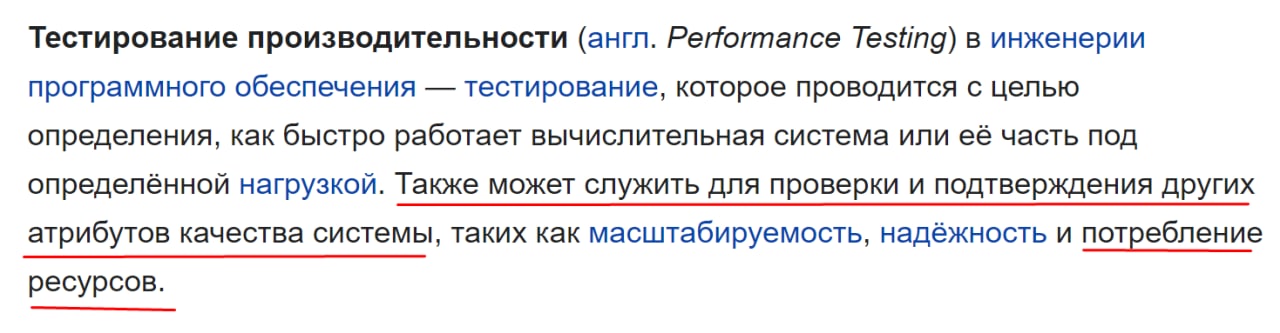 Тестирование производительности (англ. Performance Testing) в инженерии
программного обеспечения — тестирование, которое проводится с целью
определения, как быстро работает вычислительная система или её часть под
определённой нагрузкой. Также может служить для проверки и подтверждения других
атрибутов качества системы, таких как масштабируемость, надёжность и потребление
ресурсов.